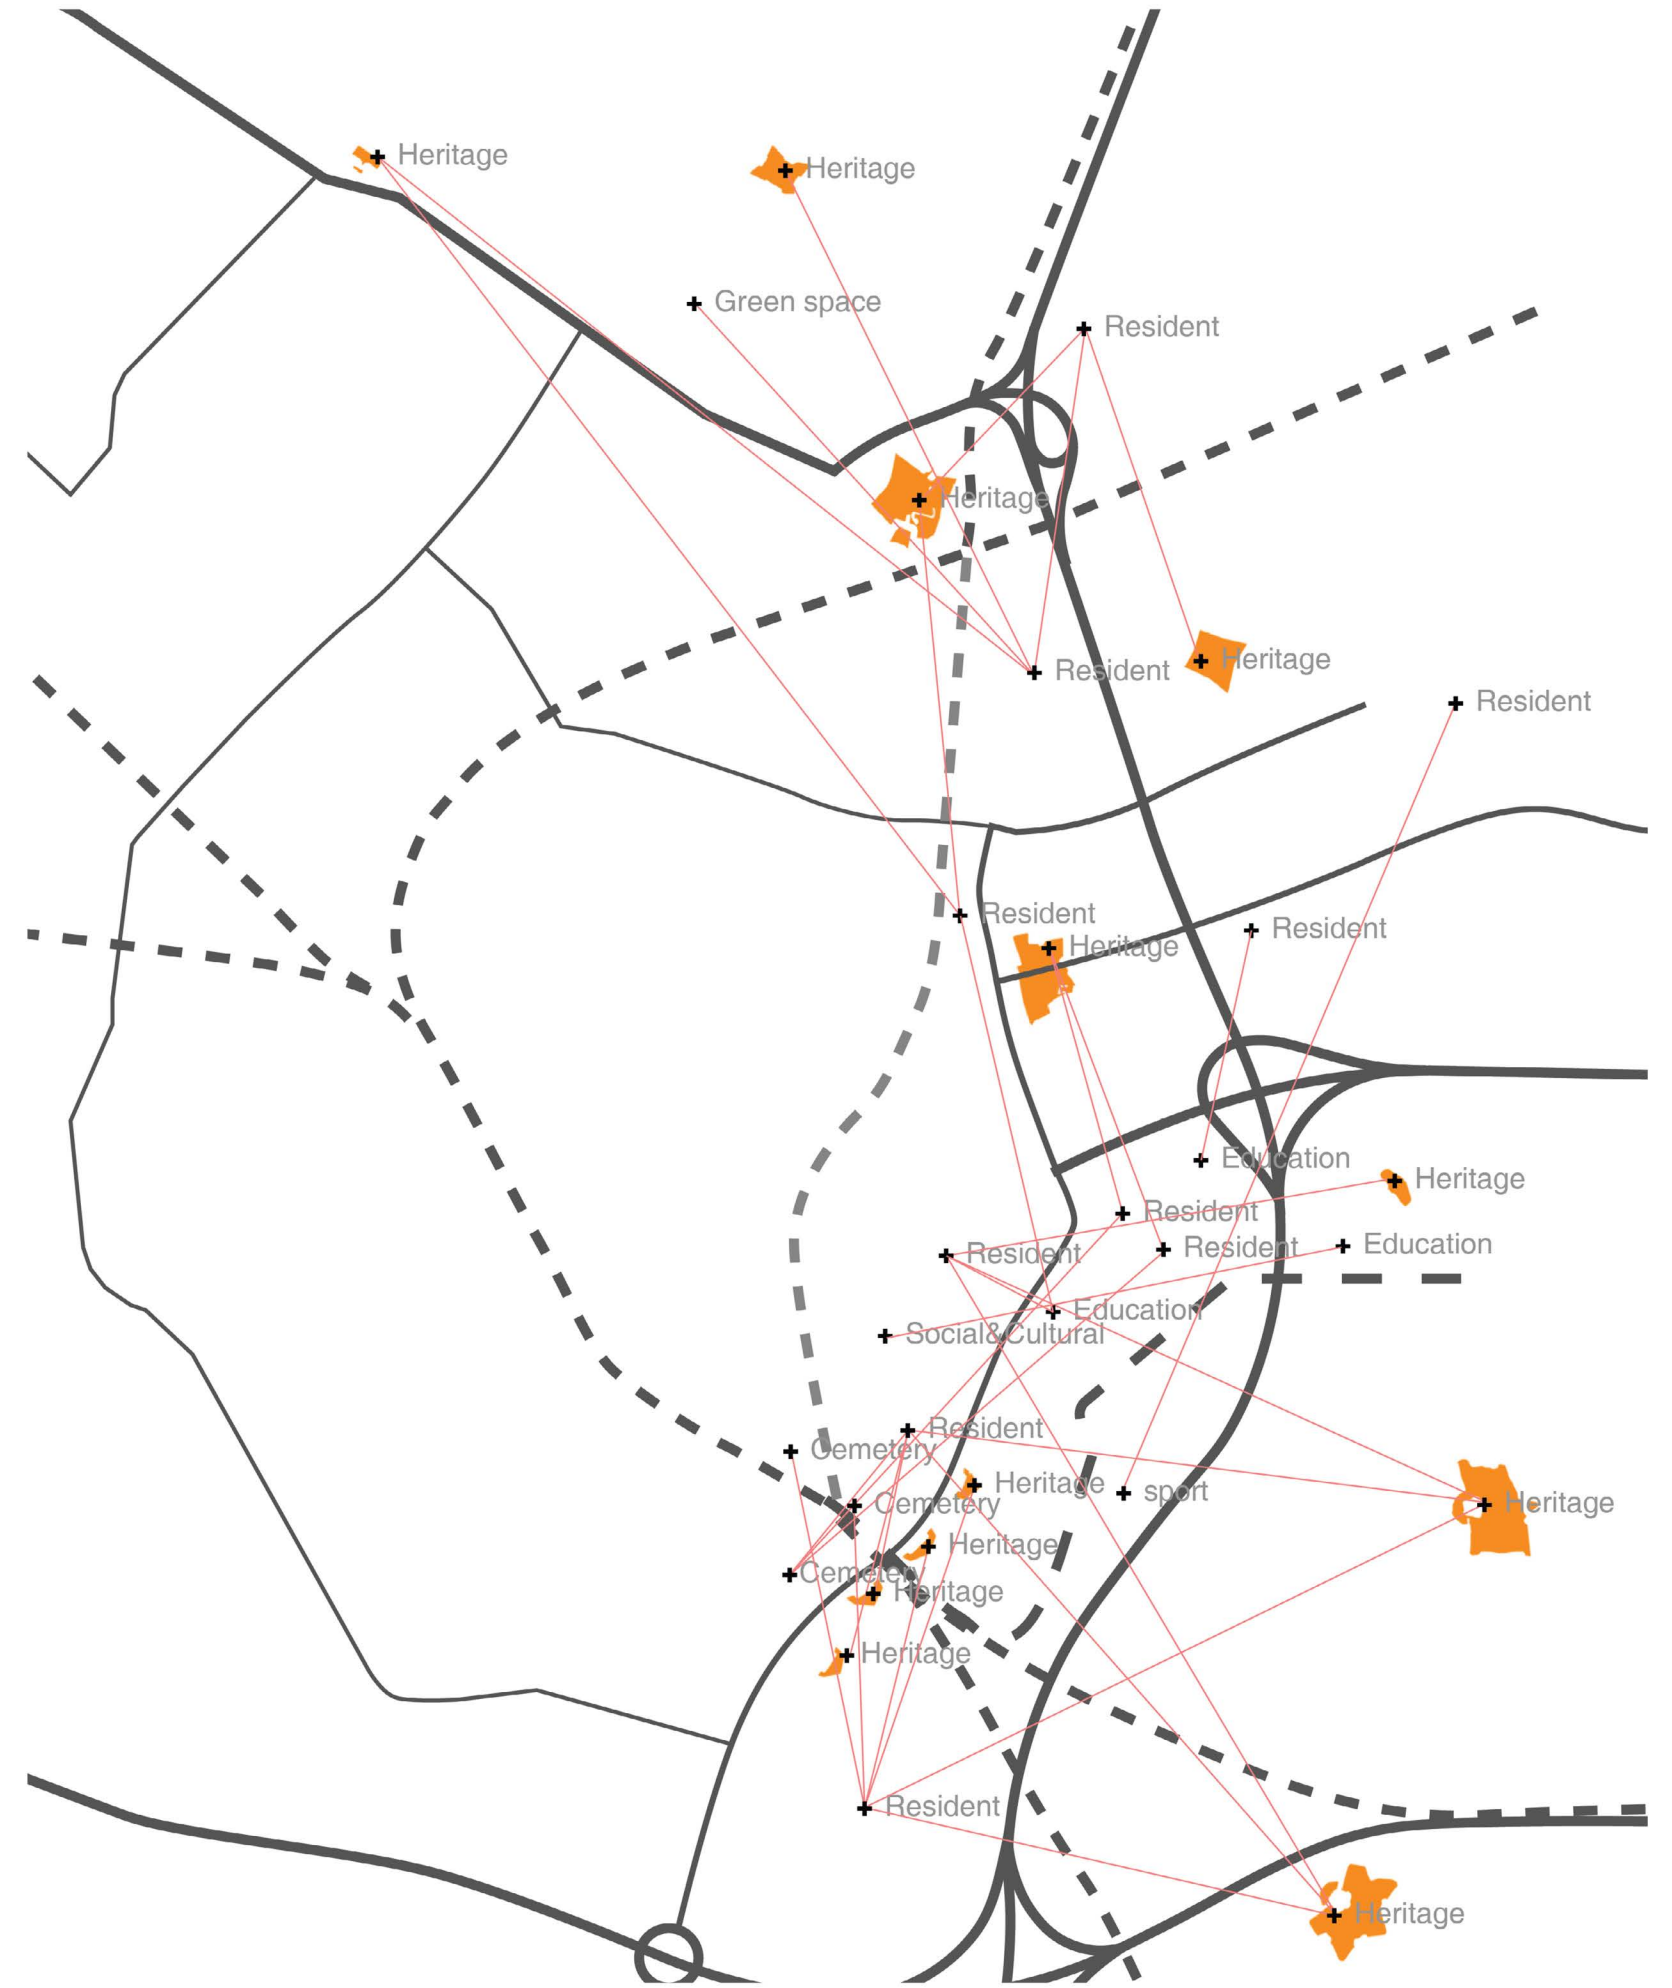 Heritage
Heritage
Green space
Resident
Heritage
Heritage
Resident
Resident
Resident
Resident
Heritage
Education
Heritage
Resident
Education
Resident
Resident
Education
Social&Cultural
Resident
Cemetery
Heritage
sport
Cemetery
Heritage
Heritage
Cemetery
Heritage
Heritage
Resident
Heritage